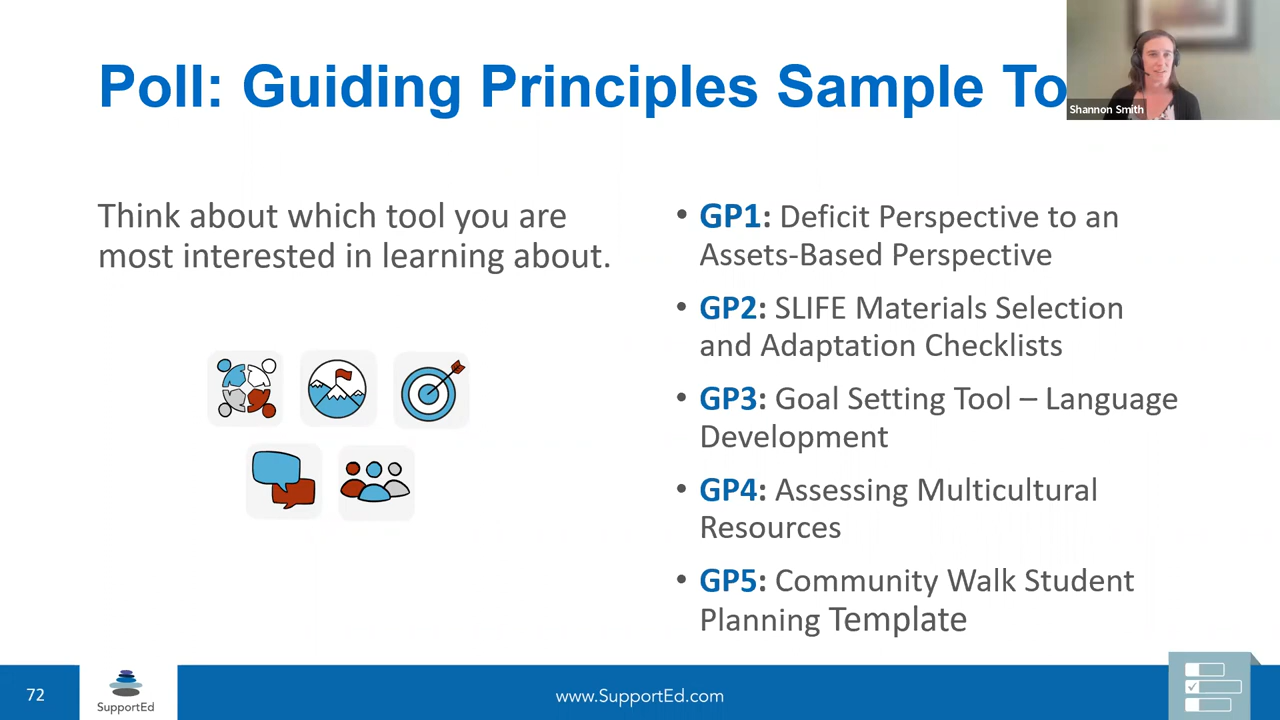 Poll: Guiding Principles Sample To
Shannon Smith
Think about which tool you are
most interested in learning about.
• GP1: Deficit Perspective to an
Assets-Based Perspective
• GP2: SLIFE Materials Selection
and Adaptation Checklists
• GP3: Goal Setting Tool – Language
Development
• GP4: Assessing Multicultural
Resources
• GP5: Community Walk Student
Planning Template
72
SupportEd
www.SupportEd.com